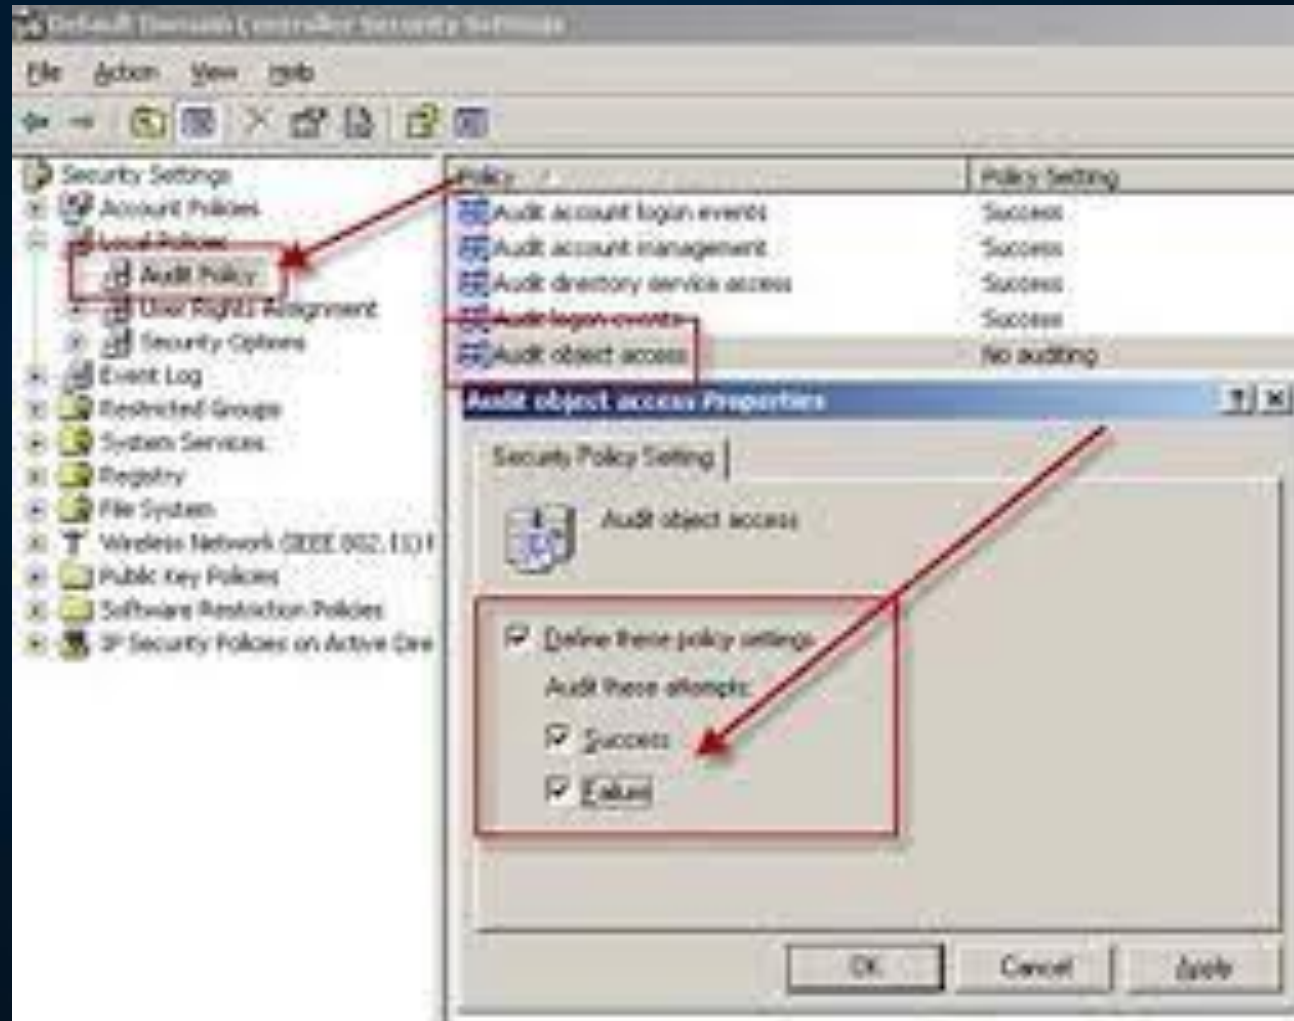 Default Domain Controller Security Settings
File Action View Help
Security Settings
Account Policies
Local Policies
Audit Policy
User Rights Assignment
Security Options
Event Log
Restricted Groups
System Services
Registry
File System
Wireless Network (IEEE 802.11)
Public Key Policies
Software Restriction Policies
IP Security Policies on Active Dire
Policy Policy Setting
Audit account logon events Success
Audit account management Success
Audit directory service access Success
Audit logon events Success
Audit object access No auditing
Audit object access Properties
Security Policy Setting
Audit object access
Define these policy settings
Audit these attempts:
Success
Failure
OK Cancel Apply